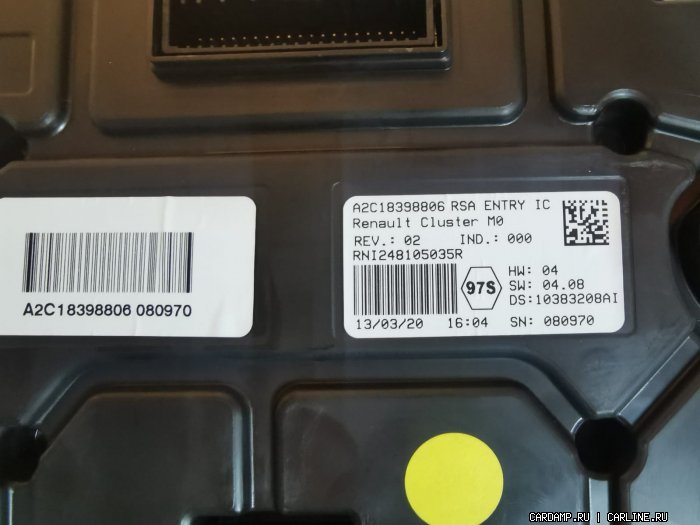 A2C18398806 080970
A2C18398806 RSA ENTRY IC
Renault Cluster M0
REV.: 02 IND.: 000
RNI248105035R
97S
HW: 04
SW: 04.08
DS:10383208AI
13/03/20 16:04 SN: 080970
CARDAMP.RU | CARLINE.RU